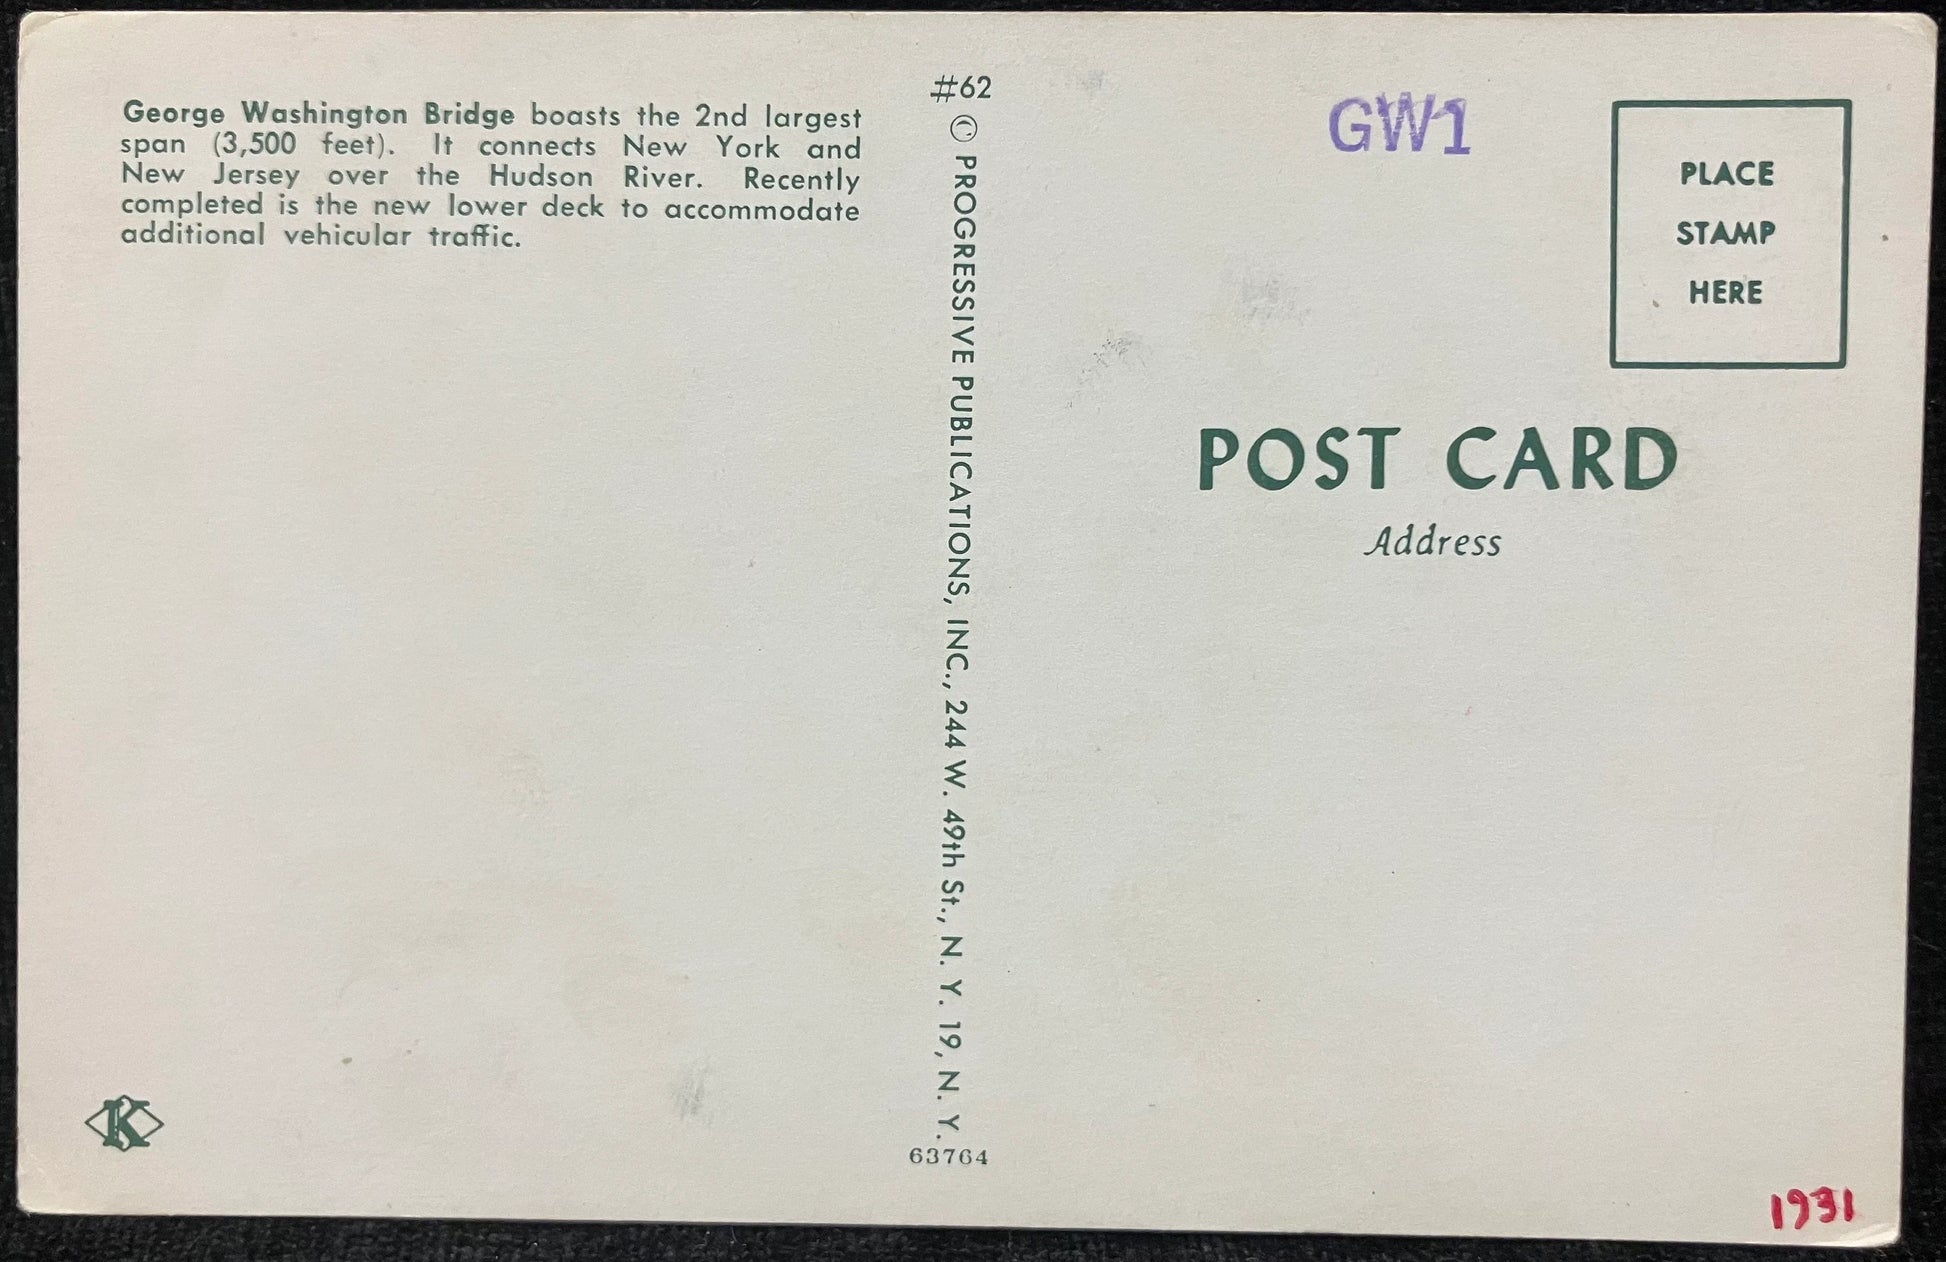 George Washington Bridge boasts the 2nd largest
span (3,500 feet). It connects New York and
New Jersey over the Hudson River. Recently
completed is the new lower deck to accommodate
additional vehicular traffic.
K
#62
© PROGRESSIVE PUBLICATIONS, INC., 244 W. 49th St., N. Y. 19, N. Y.
63764
GW1
PLACE
STAMP
HERE
POST CARD
Address
1931